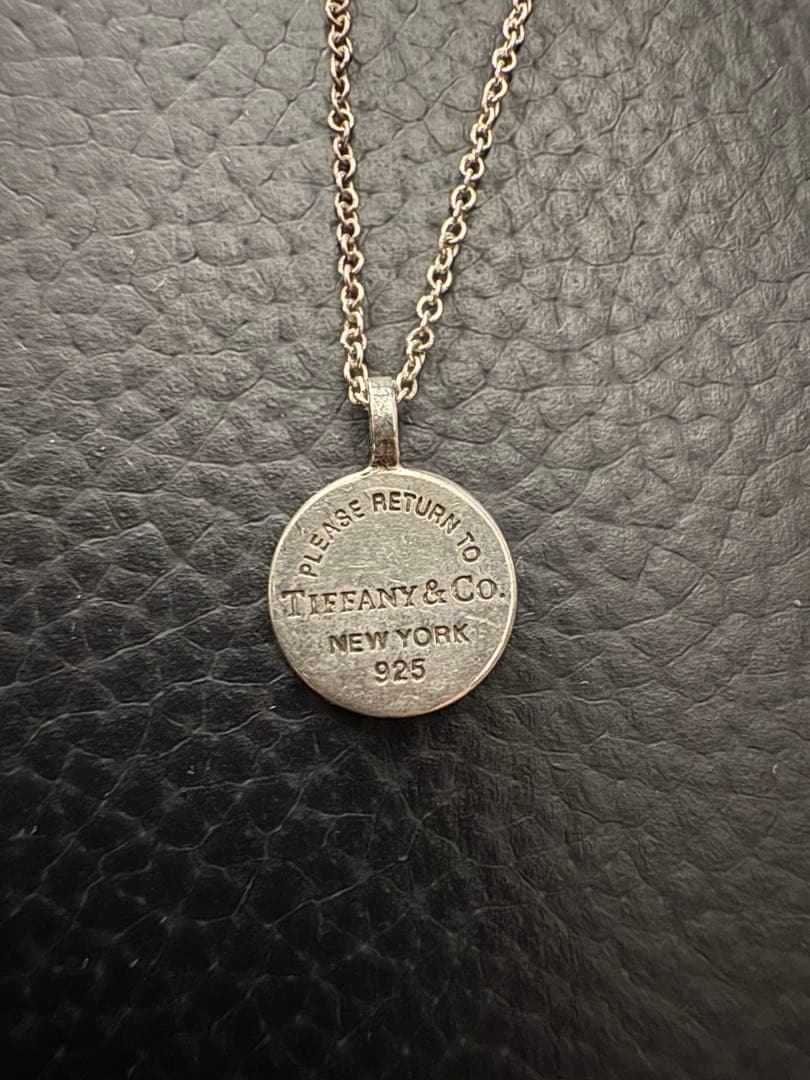 PLEASE RETURN TO
TIFFANY & CO.
NEW YORK
925